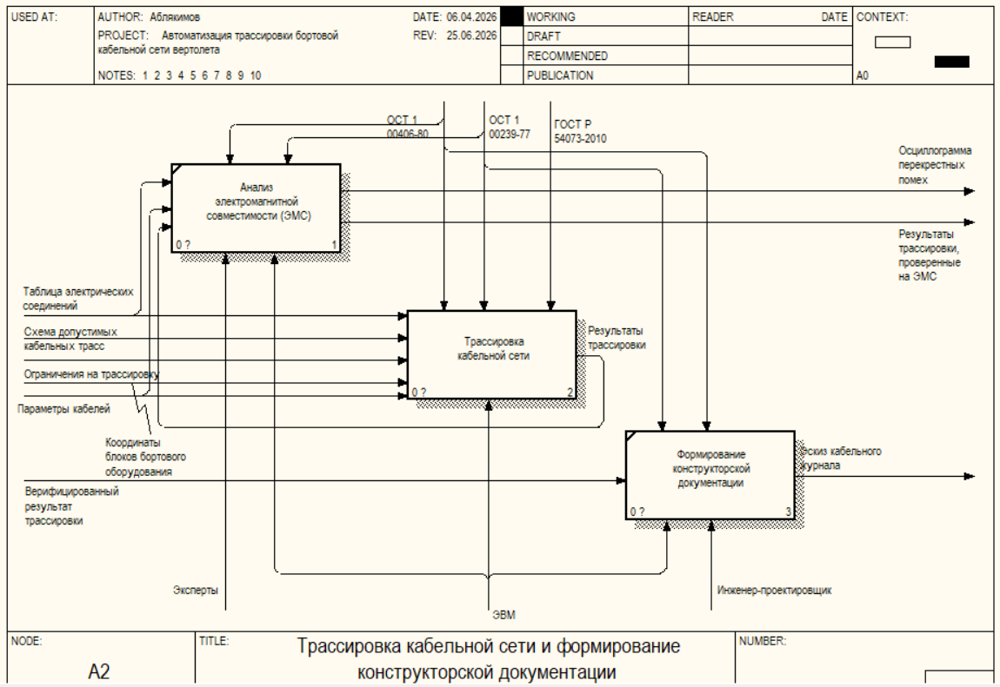 USED AT:
AUTHOR: Аблякимов
DATE: 06.04.2026
PROJECT: Автоматизация трассировки бортовой
кабельной сети вертолета
REV: 25.06.2026
NOTES: 1 2 3 4 5 6 7 8 9 10
WORKING
DRAFT
RECOMMENDED
PUBLICATION
READER
DATE
CONTEXT:
A0
ОСТ 1
00406-80
ОСТ 1
00239-77
ГОСТ Р
54073-2010
Осциллограмма
перекрестных
помех
Анализ
электромагнитной
совместимости (ЭМС)
0 ?
1
Результаты
трассировки,
проверенные
на ЭМС
Таблица электрических
соединений
Схема допустимых
кабельных трасс
Ограничения на трассировку
Параметры кабелей
Трассировка
кабельной сети
0 ?
2
Результаты
трассировки
Координаты
блоков бортового
оборудования
Верифицированный
результат
трассировки
Формирование
конструкторской
документации
0 ?
3
Эскиз кабельного
журнала
Эксперты
ЭВМ
Инженер-проектировщик
NODE:
A2
TITLE:
Трассировка кабельной сети и формирование
конструкторской документации
NUMBER: